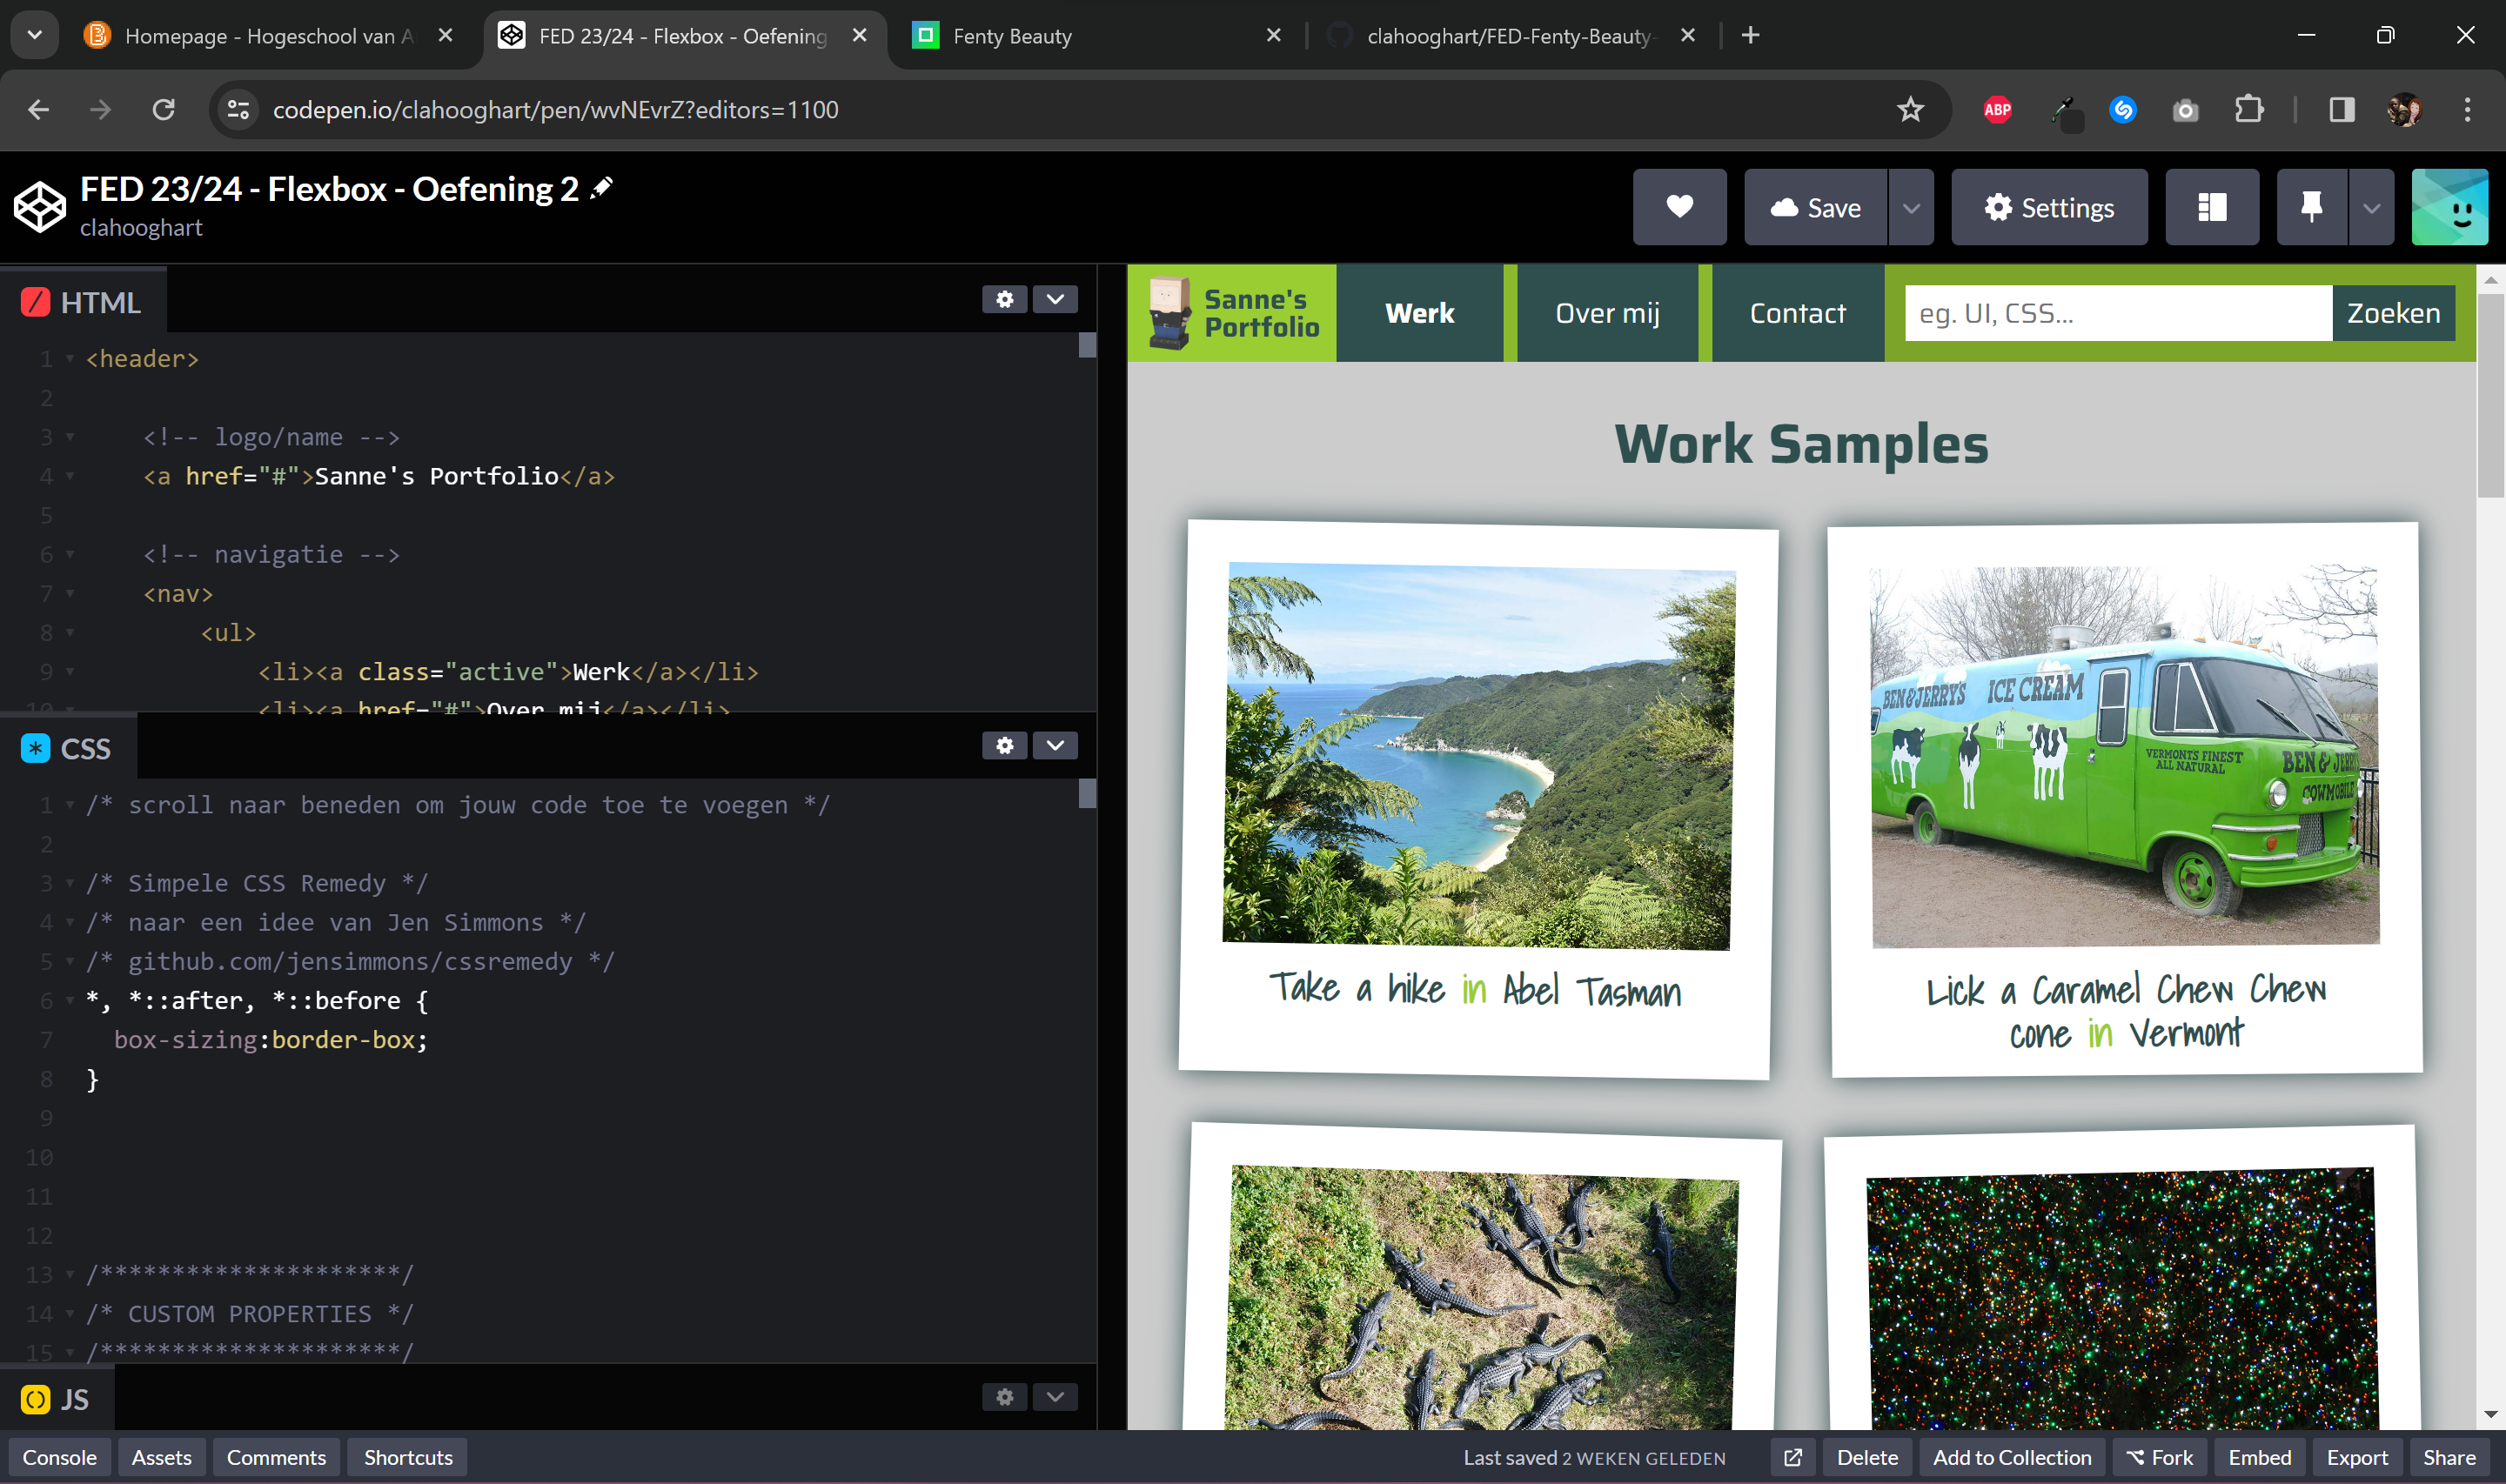 Homepage - Hogeschool van A
FED 23/24 - Flexbox - Oefening
Fenty Beauty
clahooghart/FED-Fenty-Beauty-
codepen.io/clahooghart/pen/wvNEvrZ?editors=1100
ABP
FED 23/24 - Flexbox - Oefening 2
clahooghart
Save
Settings
HTML
1 <header>
2
3 <!-- logo/name -->
4 <a href="#">Sanne's Portfolio</a>
5
6 <!-- navigatie -->
7 <nav>
8 <ul>
9 <li><a class="active">Werk</a></li>
10 <li><a href="#">Over mij</a></li>
CSS
1 /* scroll naar beneden om jouw code toe te voegen */
2
3 /* Simpele CSS Remedy */
4 /* naar een idee van Jen Simmons */
5 /* github.com/jensimmons/cssremedy */
6 *, *::after, *::before {
7 box-sizing:border-box;
8 }
9
10
11
12
13 /*********************/
14 /* CUSTOM PROPERTIES */
15 /*********************/
JS
Sanne's
Portfolio
Werk
Over mij
Contact
eg. UI, CSS...
Zoeken
Work Samples
Take a hike in Abel Tasman
BEN & JERRY'S ICE CREAM
VERMONTS FINEST
ALL NATURAL
BEN & JERRY
COWMOBILE
Lick a Caramel Chew Chew
cone in Vermont
Console
Assets
Comments
Shortcuts
Last saved 2 WEKEN GELEDEN
Delete
Add to Collection
Fork
Embed
Export
Share